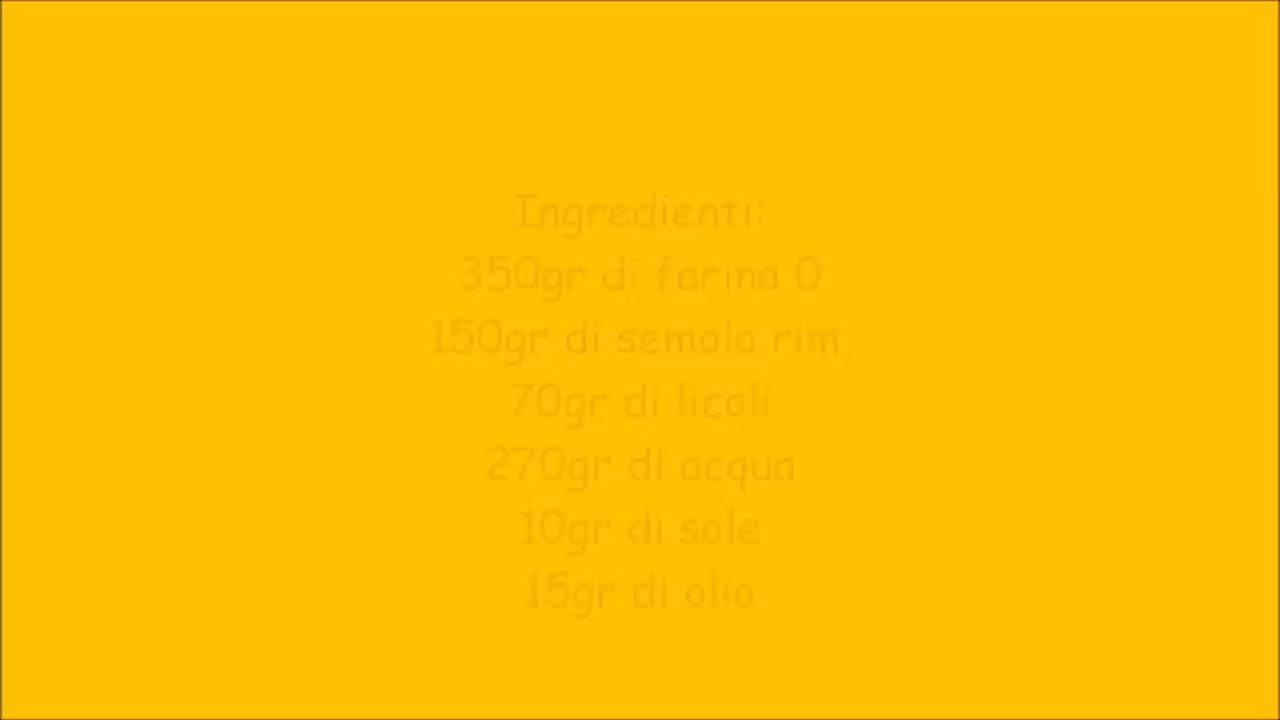 Ingredienti:
350gr di farina 0
150gr di semola rim
70gr di licoli
270gr di acqua
10gr di sale
15gr di olio